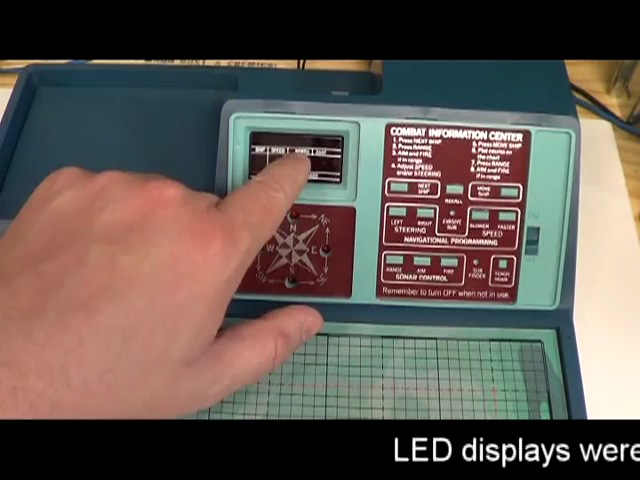 SHIP SPEED NORTH EAST
COMBAT INFORMATION CENTER
1. Press NEXT SHIP
2. Press RANGE
3. AIM and FIRE
if in range
4. Adjust SPEED
and/or STEERING
5. Press MOVE SHIP
6. Plot course on
the chart
7. Press RANGE
8. AIM and FIRE
if in range
NEXT SHIP
RECALL
MOVE SHIP
LEFT RIGHT
STEERING
EVASIVE SUB
SLOWER FASTER
SPEED
NAVIGATIONAL PROGRAMMING
RANGE AIM FIRE
SONAR CONTROL
SUB FINDER
Remember to turn OFF when not in use.
N
W E
S
LED displays were